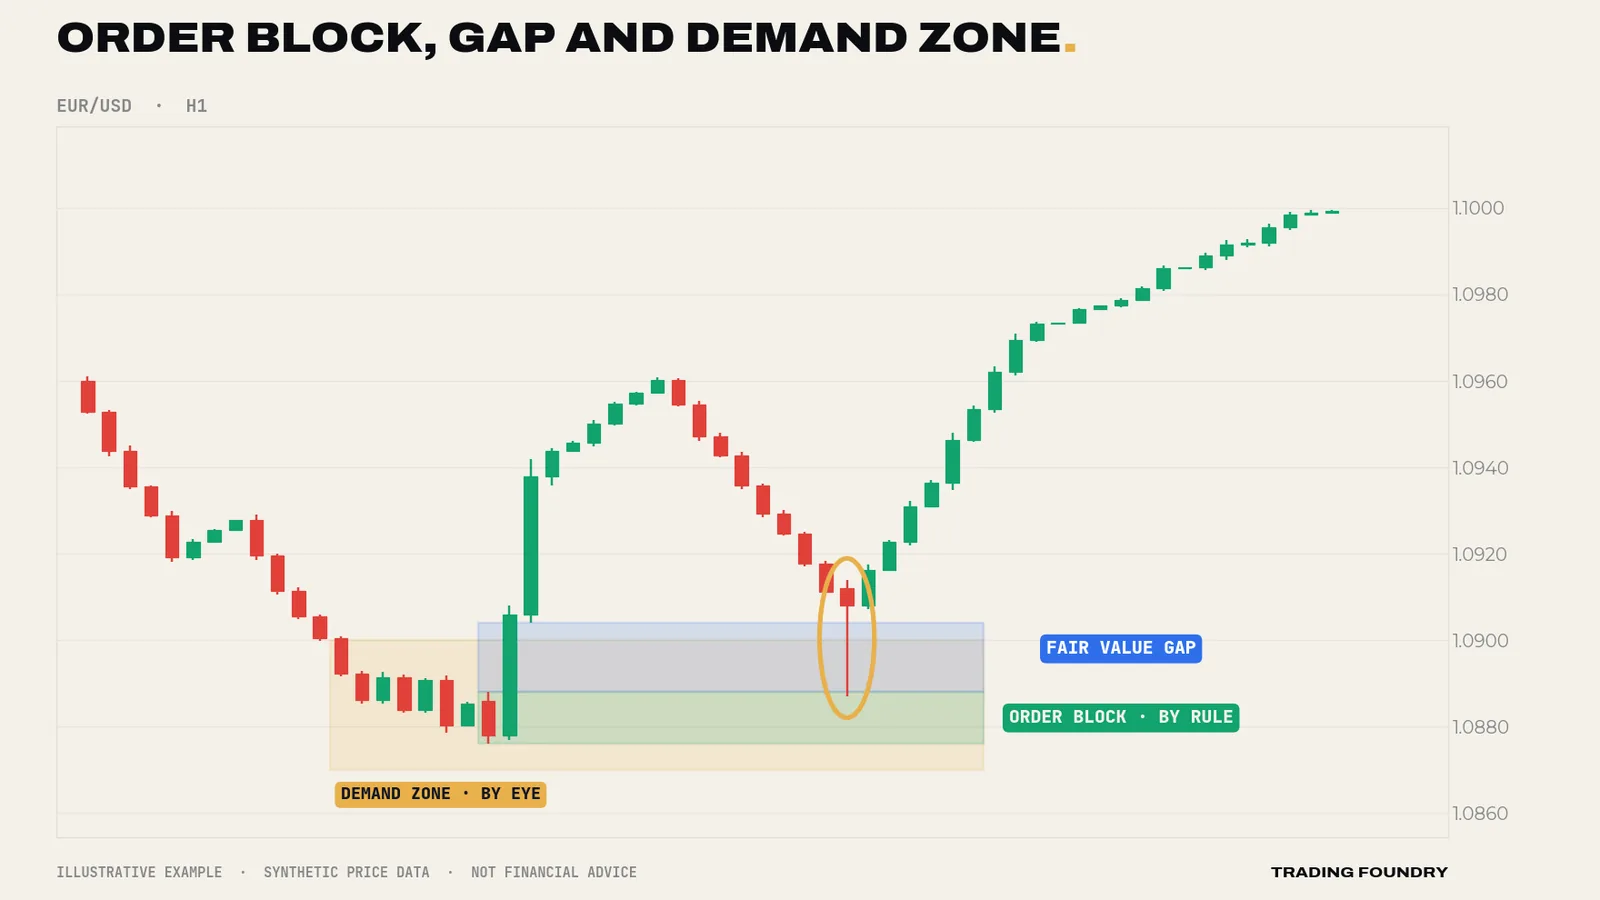 ORDER BLOCK, GAP AND DEMAND ZONE.
EUR/USD · H1
1.1000
1.0980
1.0960
1.0940
1.0920
1.0900
FAIR VALUE GAP
ORDER BLOCK · BY RULE
1.0880
DEMAND ZONE · BY EYE
1.0860
ILLUSTRATIVE EXAMPLE · SYNTHETIC PRICE DATA · NOT FINANCIAL ADVICE
TRADING FOUNDRY